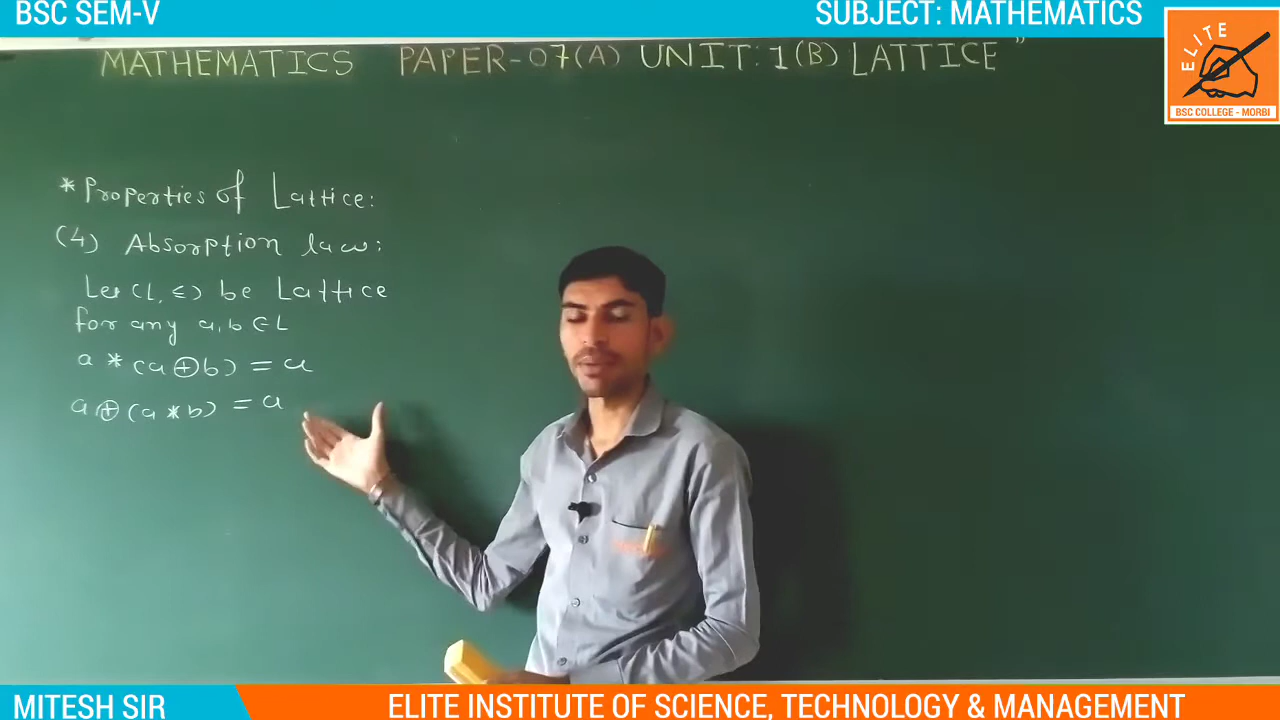 BSC SEM-V
SUBJECT: MATHEMATICS
ELITE
BSC COLLEGE - MORBI
MATHEMATICS PAPER-07(A) UNIT:1(B) LATTICE"
* Properties of Lattice:
(4) Absorption law:
Let (L, ≤) be Lattice
for any a, b ∈ L
a * (a ⊕ b) = a
a ⊕ (a * b) = a
MITESH SIR
ELITE INSTITUTE OF SCIENCE, TECHNOLOGY & MANAGEMENT